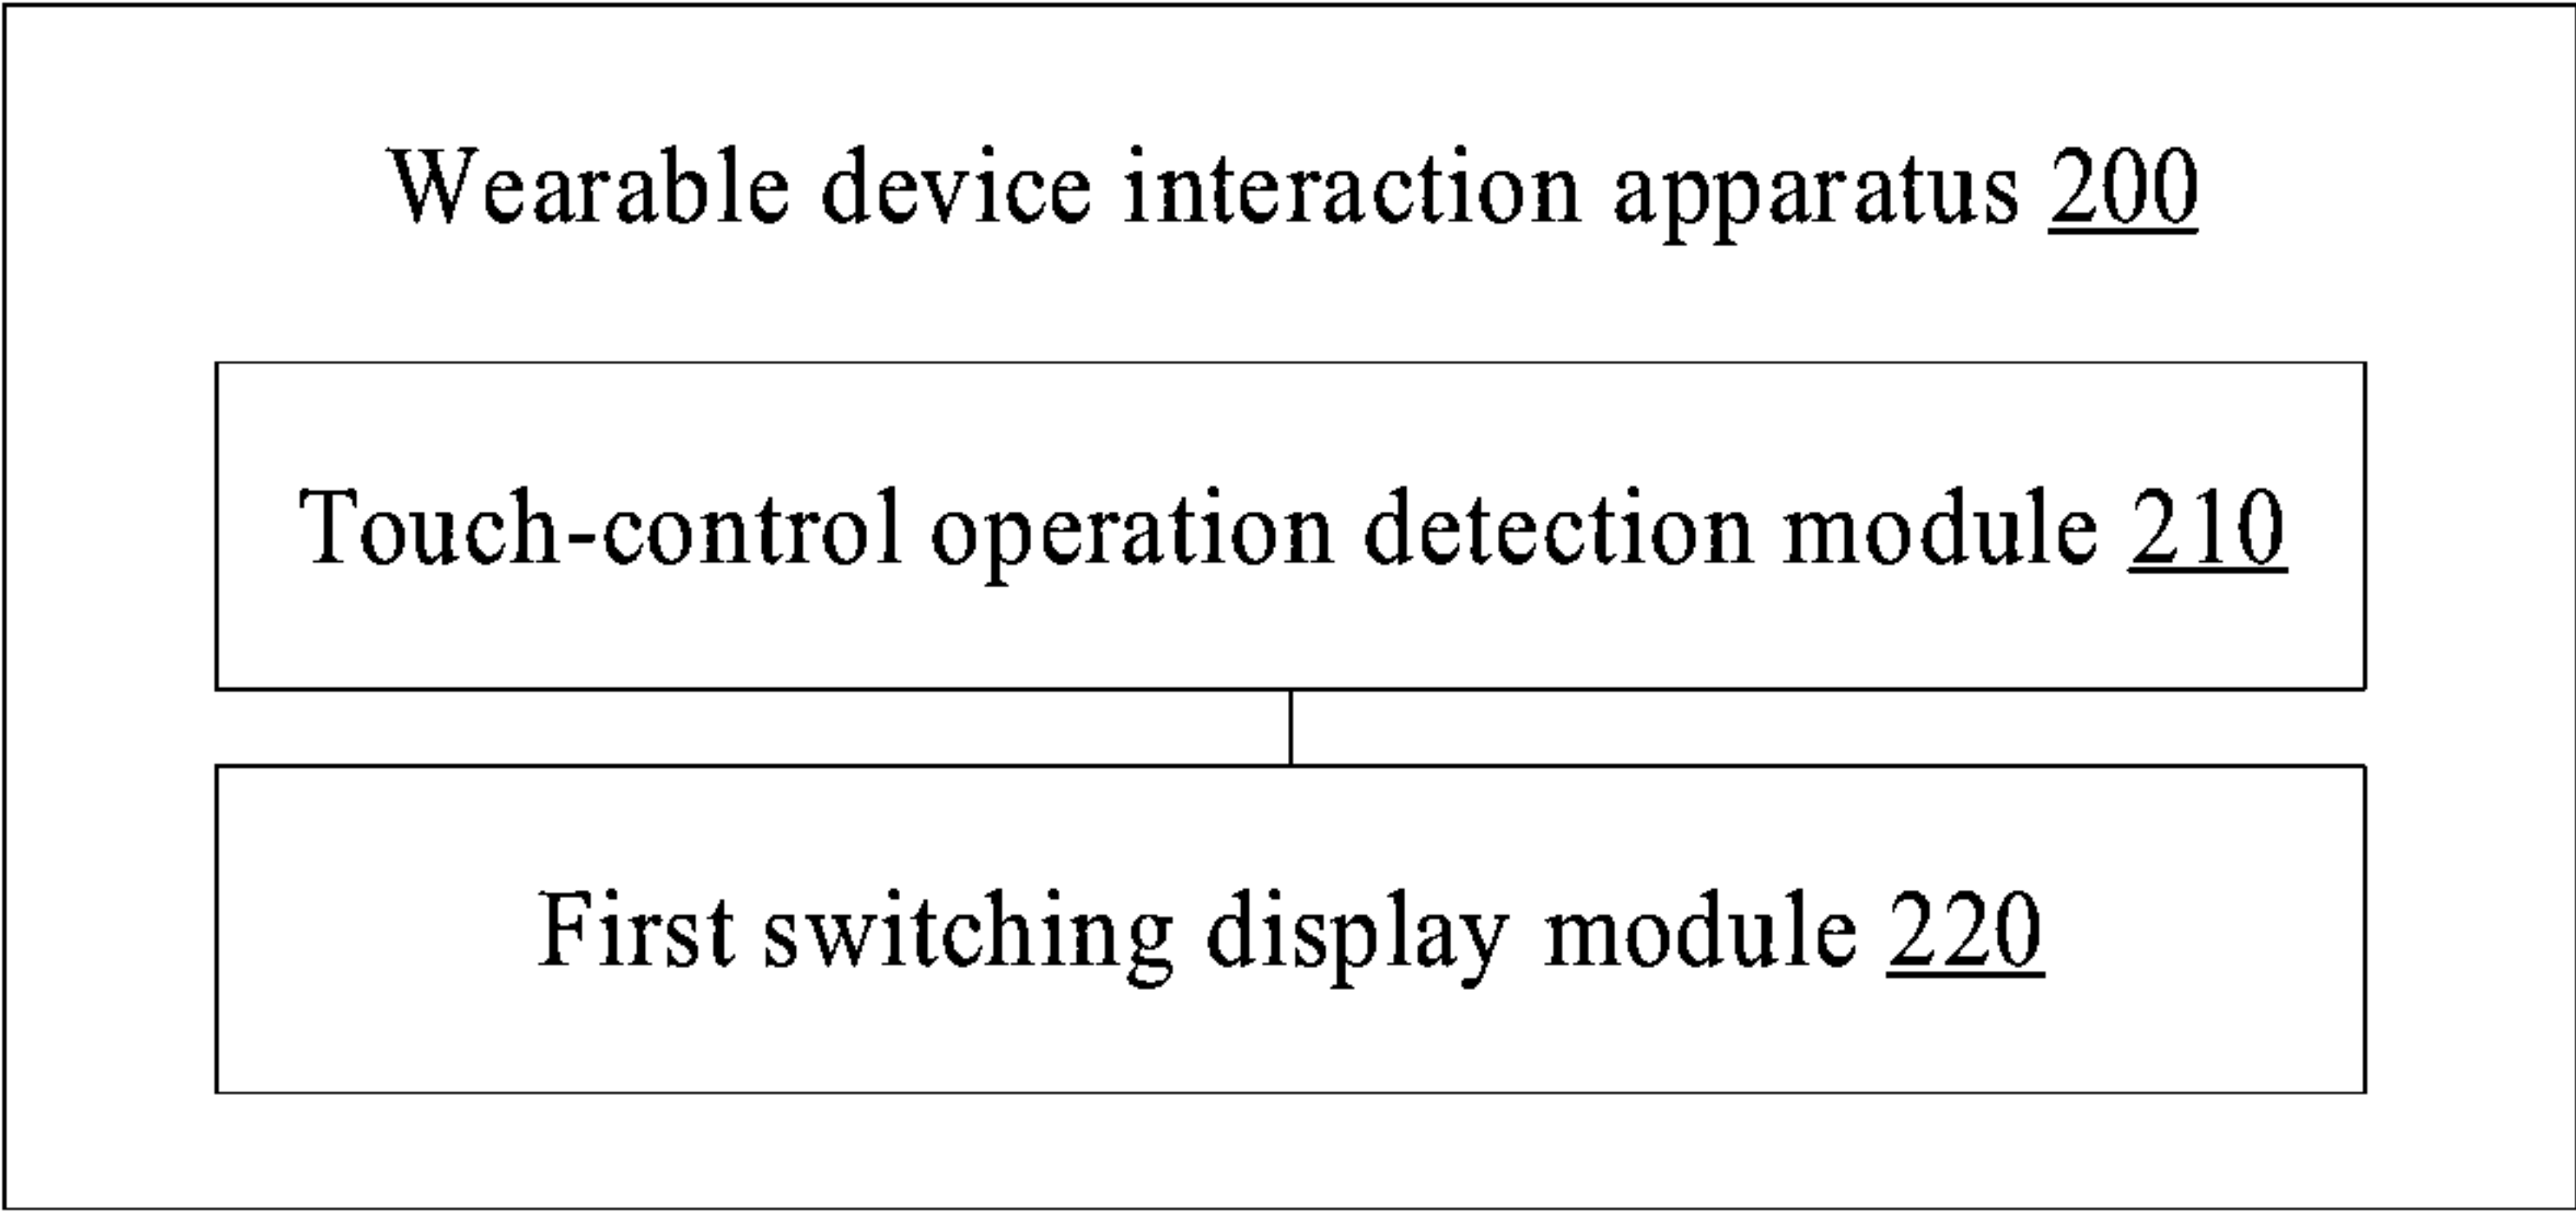 Wearable device interaction apparatus 200
Touch-control operation detection module 210
First switching display module 220